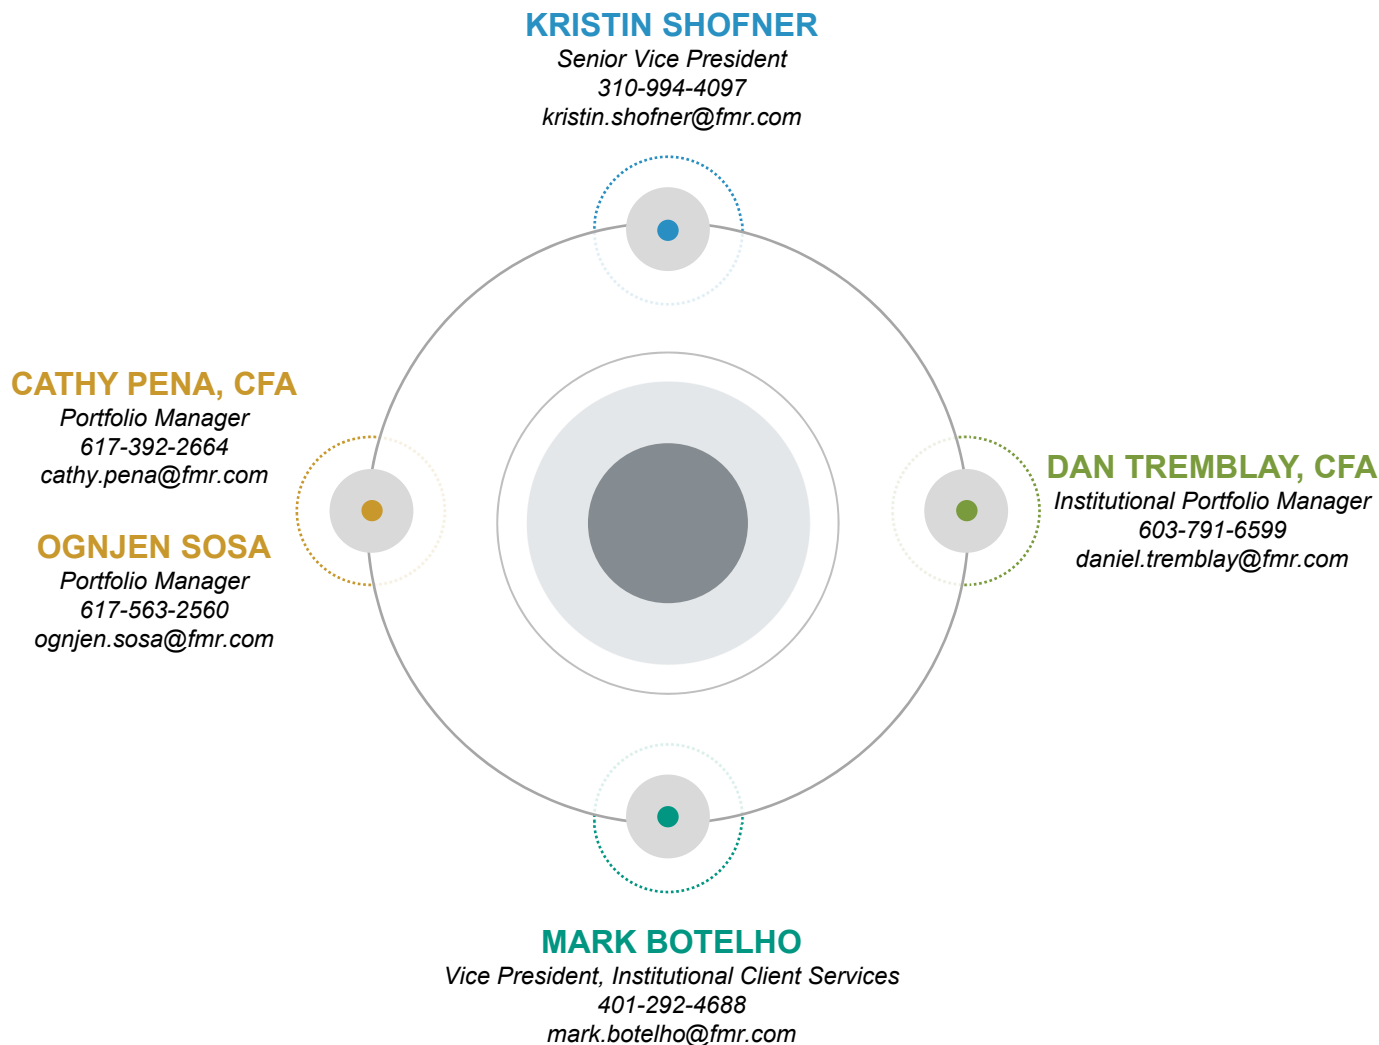 KRISTIN SHOFNER
Senior Vice President
310-994-4097
kristin.shofner@fmr.com
CATHY PENA, CFA
Portfolio Manager
617-392-2664
cathy.pena@fmr.com
OGNJEN SOSA
Portfolio Manager
617-563-2560
ognjen.sosa@fmr.com
DAN TREMBLAY, CFA
Institutional Portfolio Manager
603-791-6599
daniel.tremblay@fmr.com
MARK BOTELHO
Vice President, Institutional Client Services
401-292-4688
mark.botelho@fmr.com